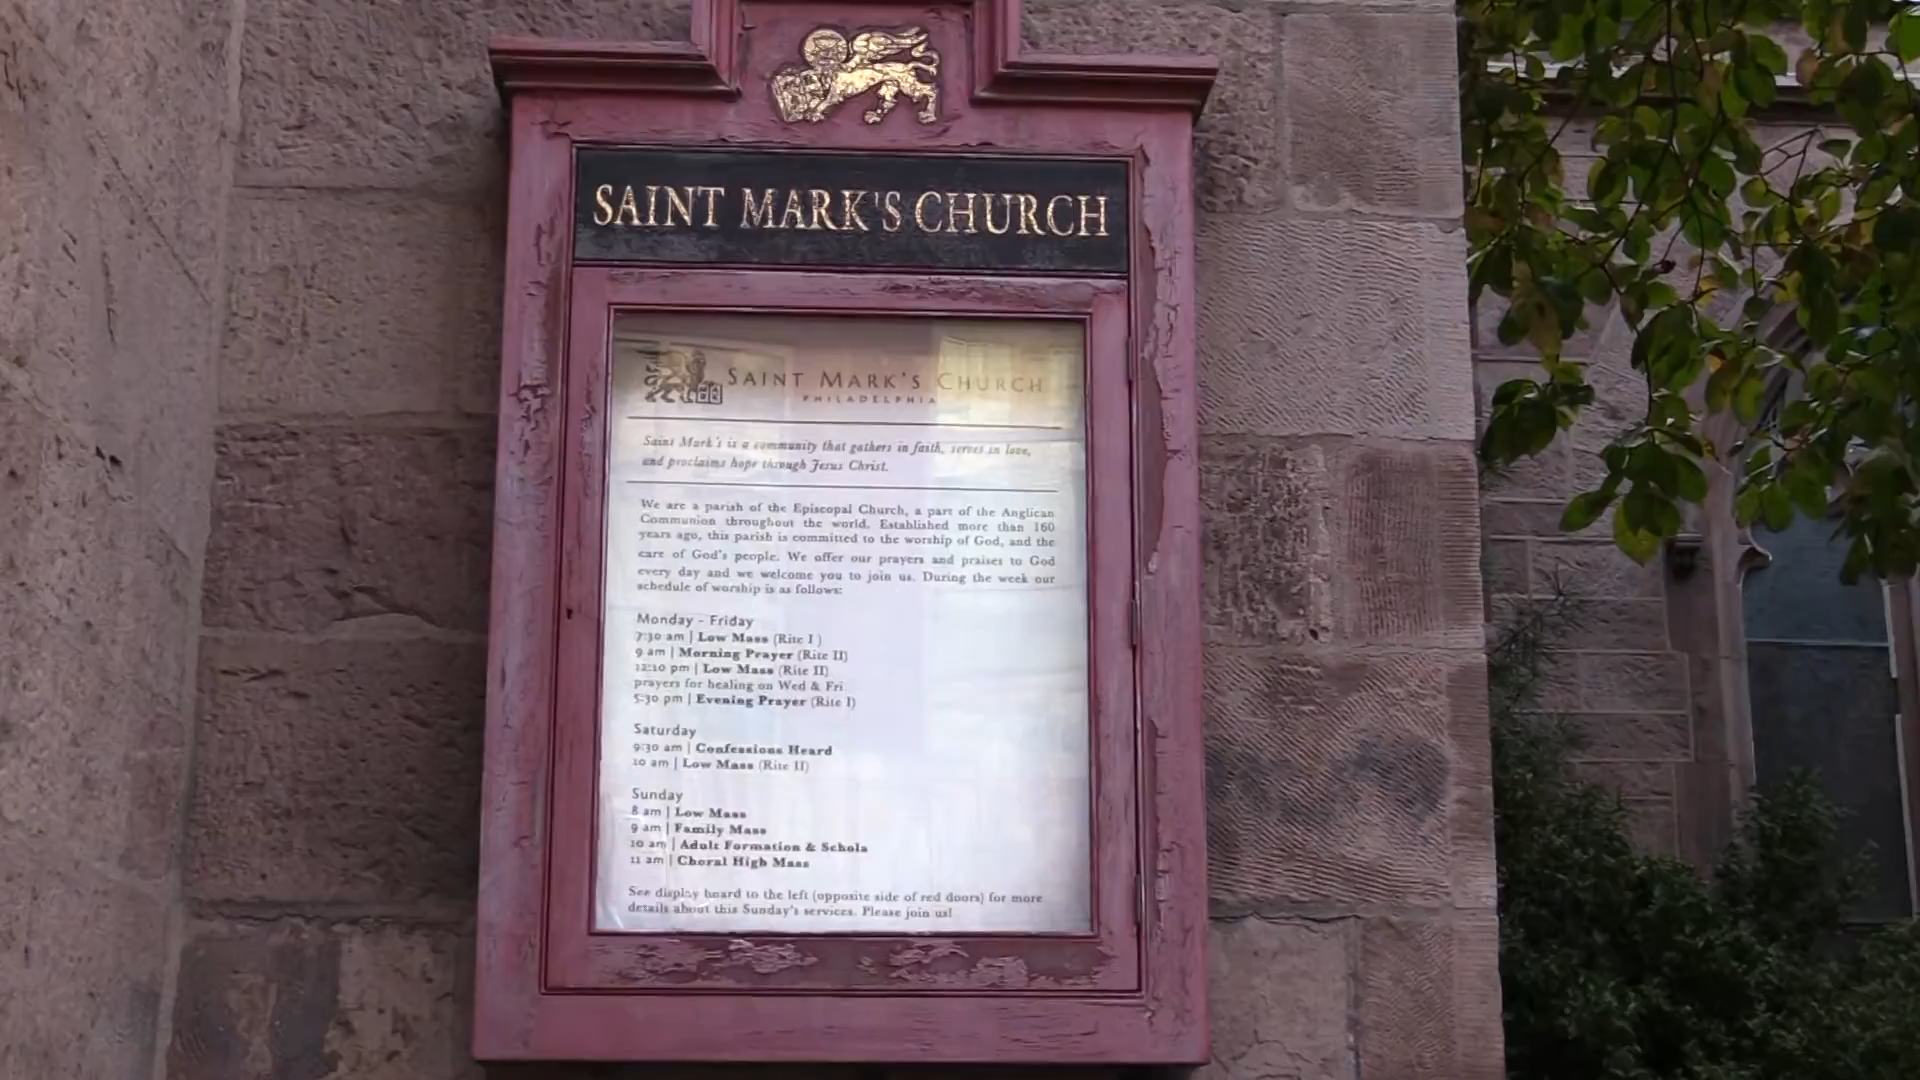 SAINT MARK'S CHURCH
SAINT MARK'S CHURCH
PHILADELPHIA
Saint Mark's is a community that gathers in faith, serves in love,
and proclaims hope through Jesus Christ.
We are a parish of the Episcopal Church, a part of the Anglican
Communion throughout the world. Established more than 160
years ago, this parish is committed to the worship of God, and the
care of God's people. We offer our prayers and praises to God
every day and we welcome you to join us. During the week our
schedule of worship is as follows:
Monday - Friday
7:30 am | Low Mass (Rite I )
9 am | Morning Prayer (Rite II)
12:10 pm | Low Mass (Rite II)
prayers for healing on Wed & Fri
5:30 pm | Evening Prayer (Rite I)
Saturday
9:30 am | Confessions Heard
10 am | Low Mass (Rite II)
Sunday
8 am | Low Mass
9 am | Family Mass
10 am | Adult Formation & Schola
11 am | Choral High Mass
See display board to the left (opposite side of red doors) for more
details about this Sunday's services. Please join us!